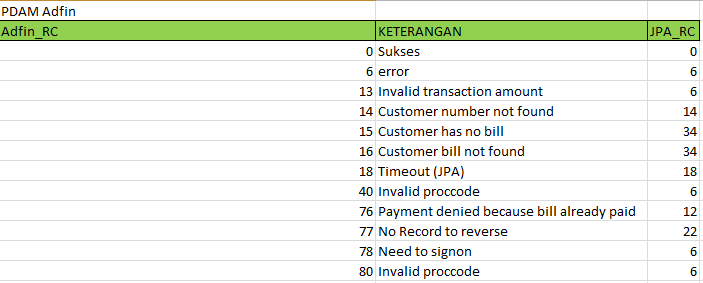 PDAM Adfin
Adfin_RC KETERANGAN JPA_RC
0 Sukses 0
6 error 6
13 Invalid transaction amount 6
14 Customer number not found 14
15 Customer has no bill 34
16 Customer bill not found 34
18 Timeout (JPA) 18
40 Invalid proccode 6
76 Payment denied because bill already paid 12
77 No Record to reverse 22
78 Need to signon 6
80 Invalid proccode 6